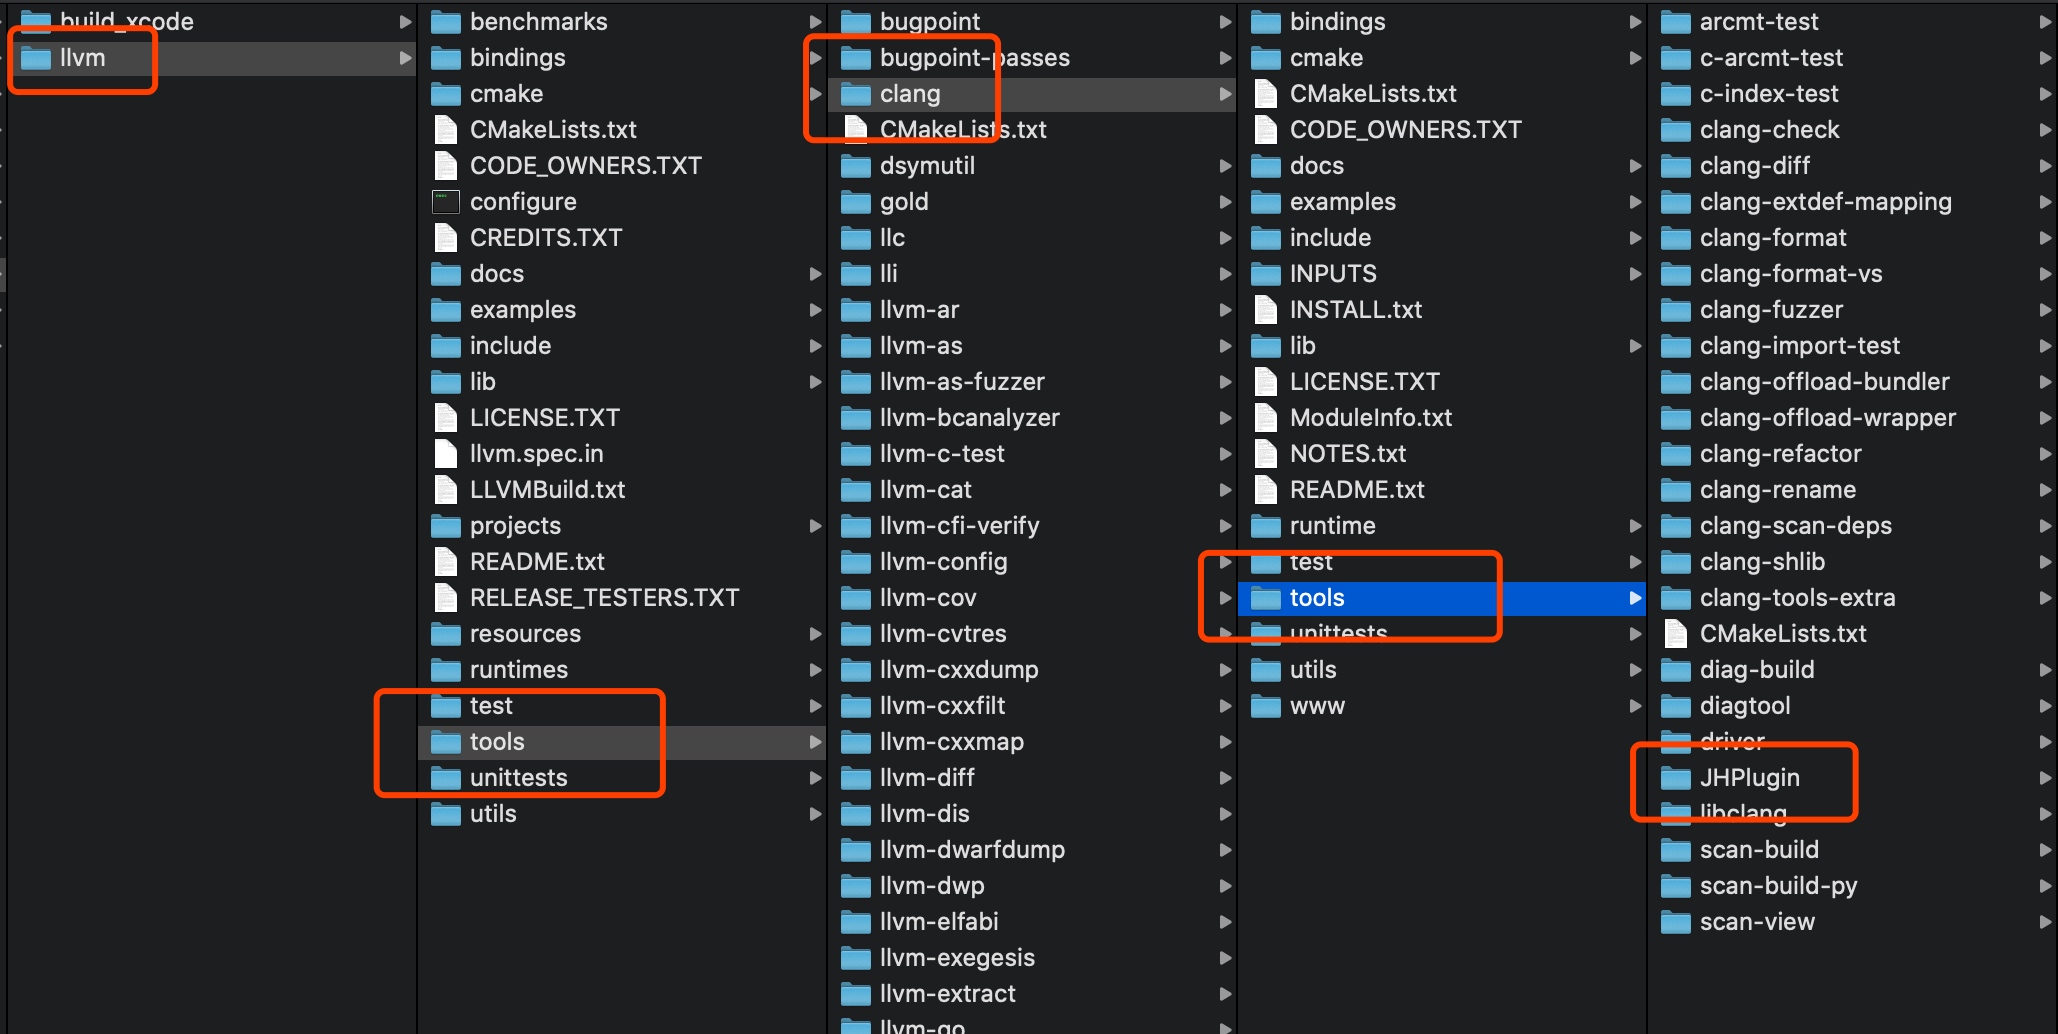 build_xcode
llvm
benchmarks
bindings
cmake
CMakeLists.txt
CODE_OWNERS.TXT
configure
CREDITS.TXT
docs
examples
include
lib
LICENSE.TXT
llvm.spec.in
LLVMBuild.txt
projects
README.txt
RELEASE_TESTERS.TXT
resources
runtimes
test
tools
unittests
utils
bugpoint
bugpoint-passes
clang
CMakeLists.txt
dsymutil
gold
llc
lli
llvm-ar
llvm-as
llvm-as-fuzzer
llvm-bcanalyzer
llvm-c-test
llvm-cat
llvm-cfi-verify
llvm-config
llvm-cov
llvm-cvtres
llvm-cxxdump
llvm-cxxfilt
llvm-cxxmap
llvm-diff
llvm-dis
llvm-dwarfdump
llvm-dwp
llvm-elfabi
llvm-exegesis
llvm-extract
llvm-go
bindings
cmake
CMakeLists.txt
CODE_OWNERS.TXT
docs
examples
include
INPUTS
INSTALL.txt
lib
LICENSE.TXT
ModuleInfo.txt
NOTES.txt
README.txt
runtime
test
tools
unittests
utils
www
arcmt-test
c-arcmt-test
c-index-test
clang-check
clang-diff
clang-extdef-mapping
clang-format
clang-format-vs
clang-fuzzer
clang-import-test
clang-offload-bundler
clang-offload-wrapper
clang-refactor
clang-rename
clang-scan-deps
clang-shlib
clang-tools-extra
CMakeLists.txt
diag-build
diagtool
driver
JHPlugin
libclang
scan-build
scan-build-py
scan-view